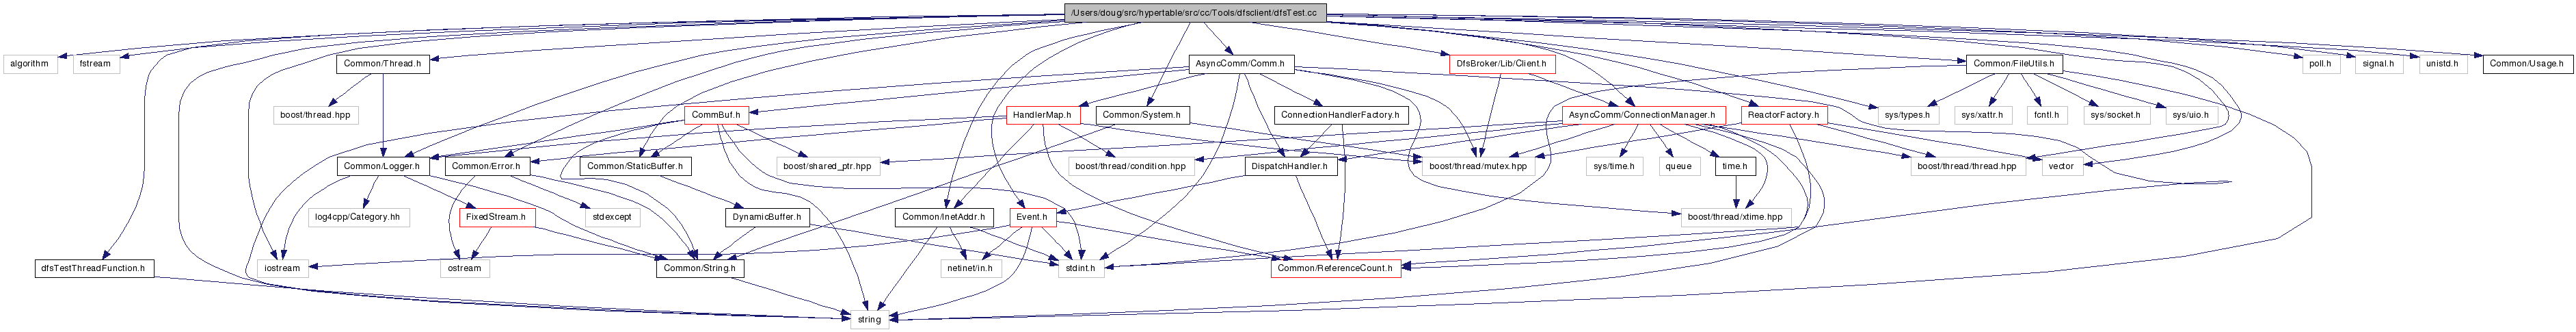 /Users/doug/src/hypertable/src/cc/Tools/dfsclient/dfsTest.cc
algorithm
fstream
Common/Thread.h
AsyncComm/Comm.h
DfsBroker/Lib/Client.h
Common/FileUtils.h
poll.h
signal.h
unistd.h
Common/Usage.h
boost/thread.hpp
CommBuf.h
HandlerMap.h
Common/System.h
ConnectionHandlerFactory.h
AsyncComm/ConnectionManager.h
ReactorFactory.h
sys/types.h
sys/xattr.h
fcntl.h
sys/socket.h
sys/uio.h
Common/Logger.h
Common/Error.h
Common/StaticBuffer.h
boost/shared_ptr.hpp
boost/thread/condition.hpp
DispatchHandler.h
boost/thread/mutex.hpp
sys/time.h
queue
time.h
boost/thread/thread.hpp
vector
log4cpp/Category.hh
FixedStream.h
stdexcept
DynamicBuffer.h
Common/InetAddr.h
Event.h
boost/thread/xtime.hpp
dfsTestThreadFunction.h
iostream
ostream
Common/String.h
netinet/in.h
stdint.h
Common/ReferenceCount.h
string